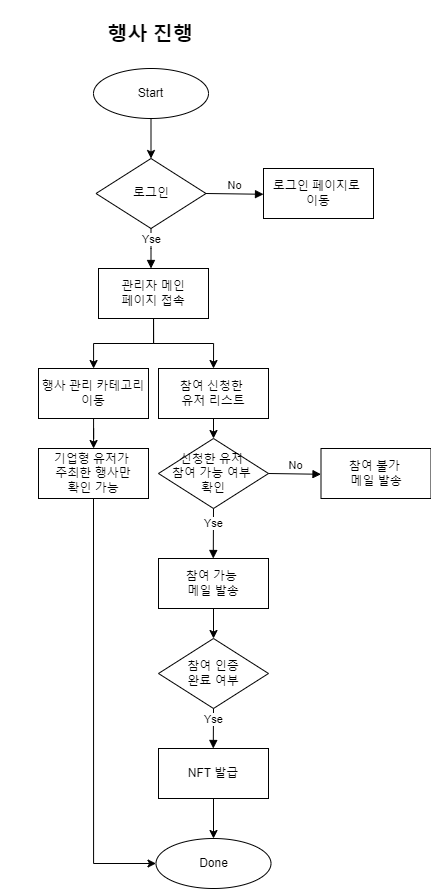 행사 진행
Start
로그인
No
로그인 페이지로
이동
Yse
관리자 메인
페이지 접속
행사 관리 카테고리
이동
참여 신청한
유저 리스트
기업형 유저가
주최한 행사만
확인 가능
신청한 유저
참여 가능 여부
확인
No
참여 불가
메일 발송
Yse
참여 가능
메일 발송
참여 인증
완료 여부
Yse
NFT 발급
Done